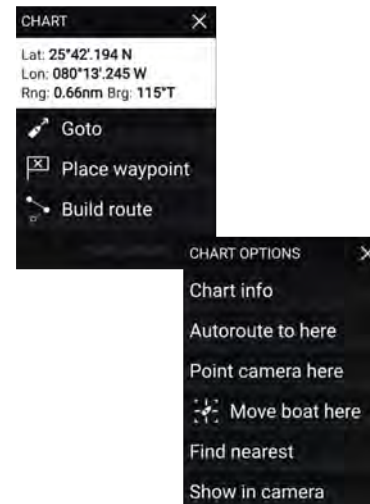 CHART
Lat: 25°42'.194 N
Lon: 080°13'.245 W
Rng: 0.66nm Brg: 115°T
Goto
Place waypoint
Build route
CHART OPTIONS
Chart info
Autoroute to here
Point camera here
Move boat here
Find nearest
Show in camera